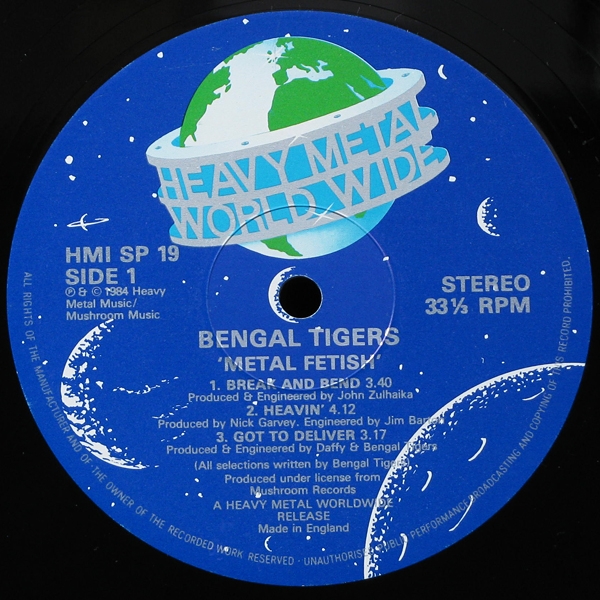 HEAVY METAL
WORLD WIDE
HMI SP 19
SIDE 1
℗ & © 1984 Heavy
Metal Music/
Mushroom Music
STEREO
33⅓ RPM
BENGAL TIGERS
'METAL FETISH'
1. BREAK AND BEND 3.40
Produced & Engineered by John Zulhaika
2. HEAVIN' 4.12
Produced by Nick Garvey. Engineered by Jim
3. GOT TO DELIVER 3.17
Produced & Engineered by Daffy & Bengal Tigers
(All selections written by Bengal Tigers)
Produced under license from
Mushroom Records
A HEAVY METAL WORLDWIDE
RELEASE
Made in England
ALL RIGHTS OF THE MANUFACTURER AND OF THE OWNER OF THE RECORDED WORK RESERVED · UNAUTHORISED PUBLIC PERFORMANCE BROADCASTING AND COPYING OF THIS RECORD PROHIBITED.